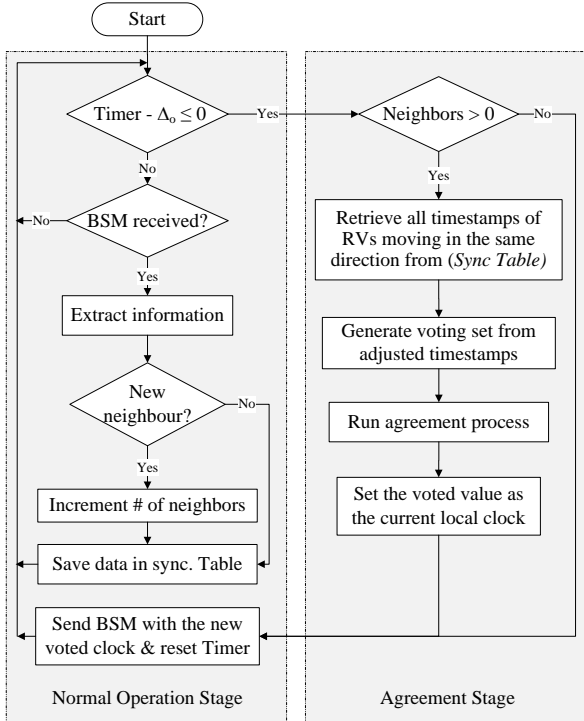 Start
Timer - Δo ≤ 0
Yes
No
BSM received?
No
Yes
Extract information
New
neighbour?
No
Yes
Increment # of neighbors
Save data in sync. Table
Send BSM with the new
voted clock & reset Timer
Normal Operation Stage
Neighbors > 0
No
Yes
Retrieve all timestamps of
RVs moving in the same
direction from (Sync Table)
Generate voting set from
adjusted timestamps
Run agreement process
Set the voted value as
the current local clock
Agreement Stage